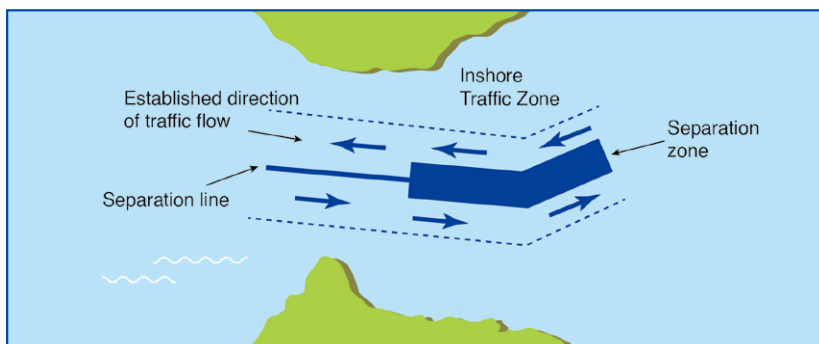 Inshore
Traffic Zone
Established direction
of traffic flow
Separation
zone
Separation line